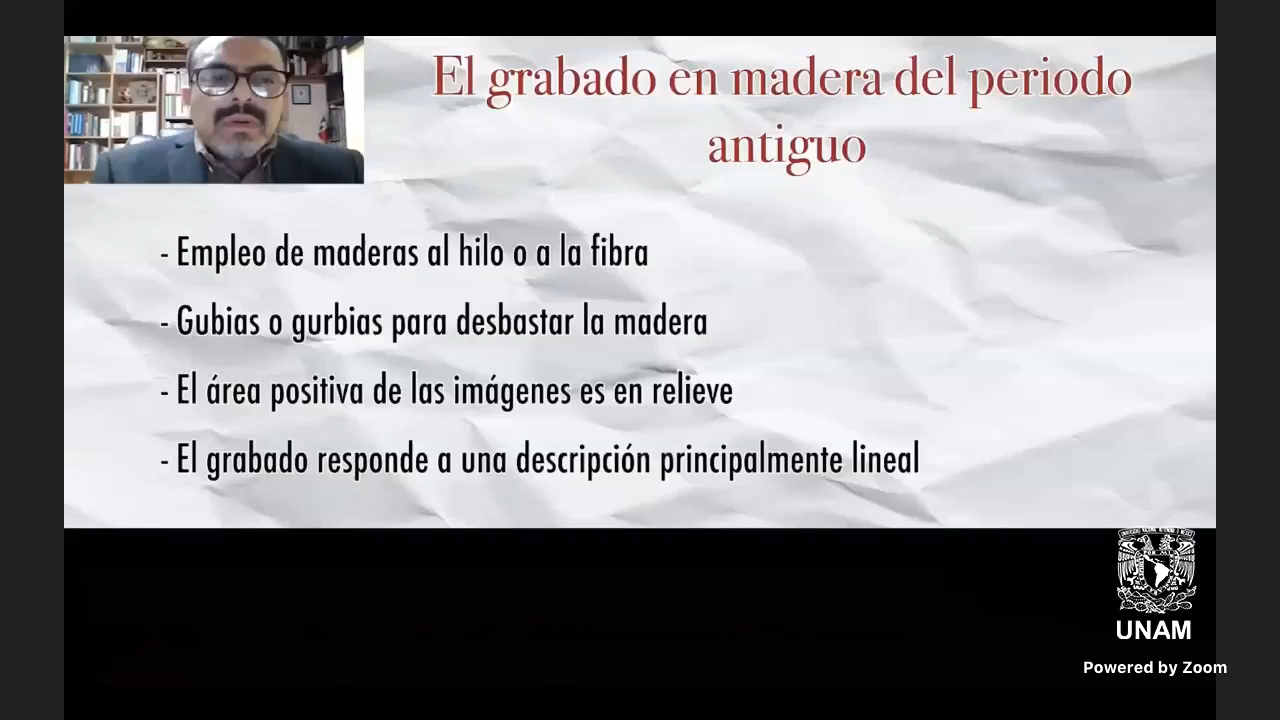 El grabado en madera del periodo
antiguo
- Empleo de maderas al hilo o a la fibra
- Gubias o gurbias para desbastar la madera
- El área positiva de las imágenes es en relieve
- El grabado responde a una descripción principalmente lineal
UNAM
Powered by Zoom